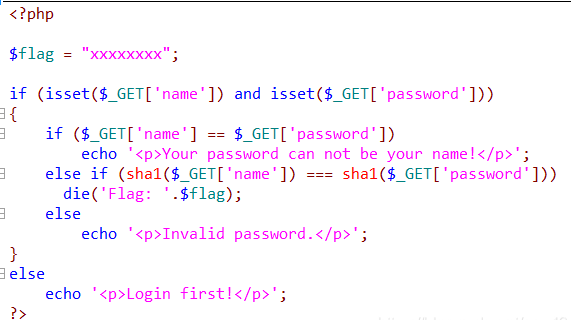 <?php
$flag = "xxxxxxxx";
if (isset($_GET['name']) and isset($_GET['password']))
{
    if ($_GET['name'] == $_GET['password'])
        echo '<p>Your password can not be your name!</p>';
    else if (sha1($_GET['name']) === sha1($_GET['password']))
      die('Flag: '.$flag);
    else
        echo '<p>Invalid password.</p>';
}
else
    echo '<p>Login first!</p>';
?>